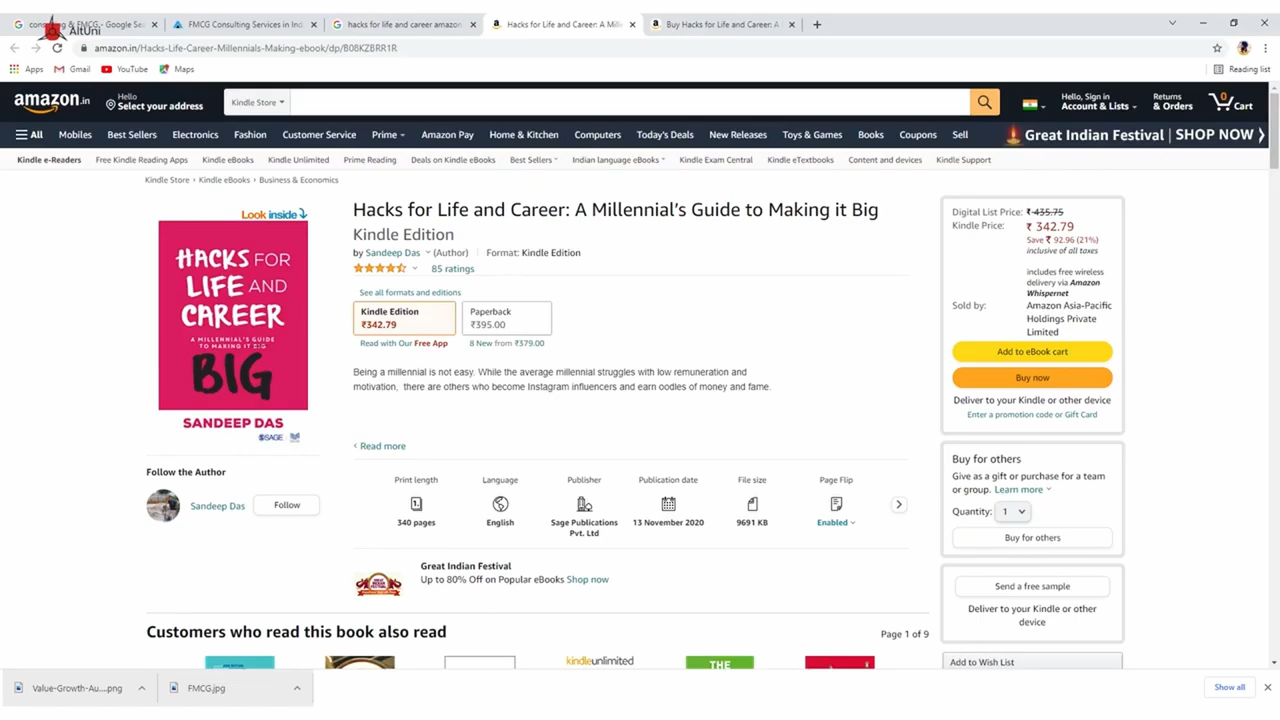 consulting & FMCG - Google Se
FMCG Consulting Services in Ind
hacks for life and career amazon
Hacks for Life and Career: A Mille
Buy Hacks for Life and Career: A
AltUni
amazon.in/Hacks-Life-Career-Millennials-Making-ebook/dp/B08KZBRR1R
Apps
Gmail
YouTube
Maps
Reading list
amazon.in
Hello
Select your address
Kindle Store
Hello, Sign in
Account & Lists
Returns
& Orders
0
Cart
All
Mobiles
Best Sellers
Electronics
Fashion
Customer Service
Prime
Amazon Pay
Home & Kitchen
Computers
Today's Deals
New Releases
Toys & Games
Books
Coupons
Sell
Great Indian Festival | SHOP NOW
Kindle e-Readers
Free Kindle Reading Apps
Kindle eBooks
Kindle Unlimited
Prime Reading
Deals on Kindle eBooks
Best Sellers
Indian language eBooks
Kindle Exam Central
Kindle eTextbooks
Content and devices
Kindle Support
Kindle Store › Kindle eBooks › Business & Economics
Look inside
HACKS FOR
LIFE AND
CAREER
A MILLENNIAL'S GUIDE
TO MAKING IT BIG
BIG
SANDEEP DAS
SAGE
Follow the Author
Sandeep Das
Follow
Hacks for Life and Career: A Millennial's Guide to Making it Big
Kindle Edition
by Sandeep Das (Author) | Format: Kindle Edition
85 ratings
See all formats and editions
Kindle Edition
₹342.79
Paperback
₹395.00
Read with Our Free App
8 New from ₹379.00
Being a millennial is not easy. While the average millennial struggles with low remuneration and
motivation, there are others who become Instagram influencers and earn oodles of money and fame.
‹ Read more
Print length
340 pages
Language
English
Publisher
Sage Publications
Pvt. Ltd
Publication date
13 November 2020
File size
9691 KB
Page Flip
Enabled
Great Indian Festival
Up to 80% Off on Popular eBooks Shop now
Digital List Price: ₹ 435.75
Kindle Price: ₹ 342.79
Save ₹ 92.96 (21%)
inclusive of all taxes
includes free wireless
delivery via Amazon
Whispernet
Sold by: Amazon Asia-Pacific
Holdings Private
Limited
Add to eBook cart
Buy now
Deliver to your Kindle or other device
Enter a promotion code or Gift Card
Buy for others
Give as a gift or purchase for a team
or group. Learn more
Quantity: 1
Buy for others
Send a free sample
Deliver to your Kindle or other
device
Add to Wish List
Customers who read this book also read
Page 1 of 9
kindleunlimited
THE
Value-Growth-Au....png
FMCG.jpg
Show all